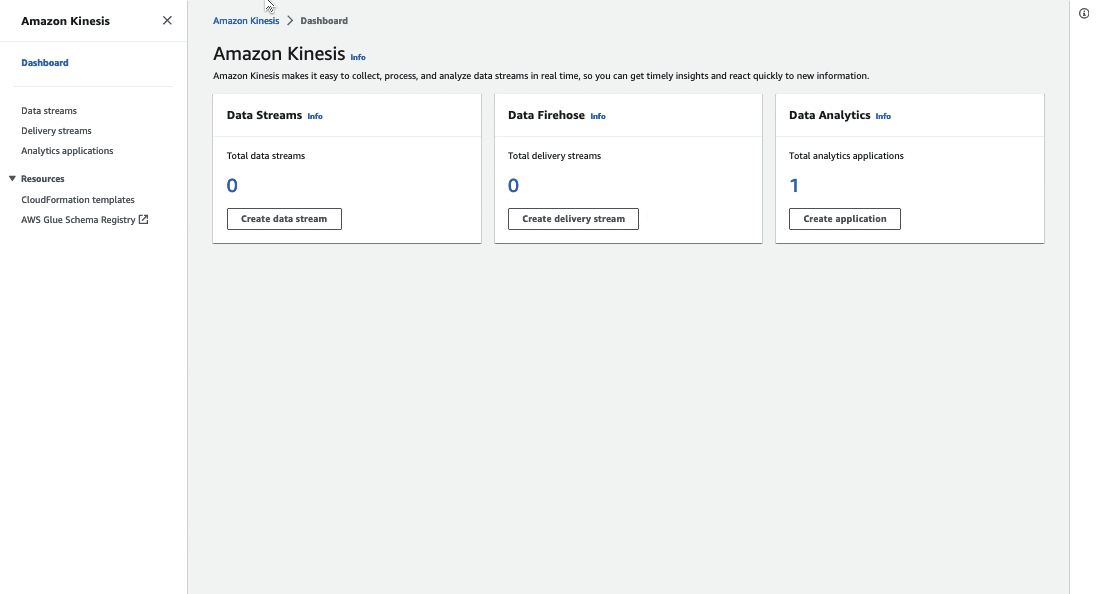 Amazon Kinesis
Dashboard
Data streams
Delivery streams
Analytics applications
Resources
CloudFormation templates
AWS Glue Schema Registry
Amazon Kinesis > Dashboard
Amazon Kinesis Info
Amazon Kinesis makes it easy to collect, process, and analyze data streams in real time, so you can get timely insights and react quickly to new information.
Data Streams Info
Total data streams
0
Create data stream
Data Firehose Info
Total delivery streams
0
Create delivery stream
Data Analytics Info
Total analytics applications
1
Create application